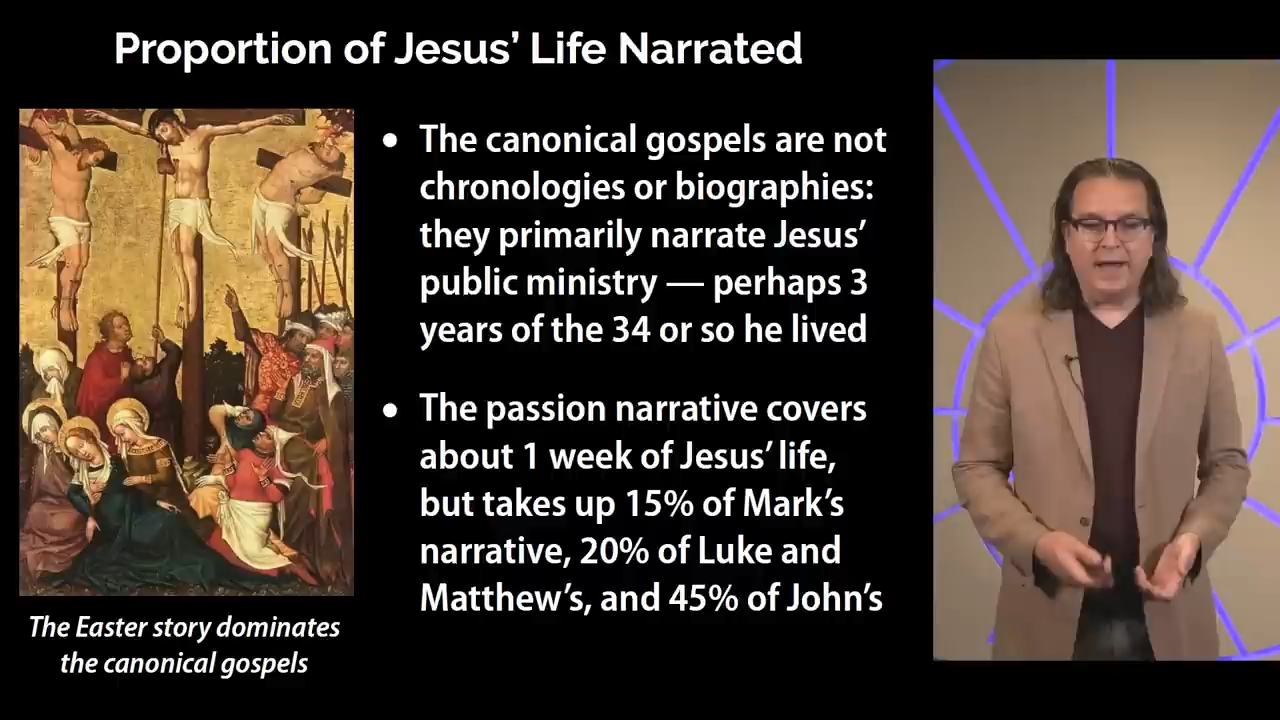 Proportion of Jesus’ Life Narrated
• The canonical gospels are not
chronologies or biographies:
they primarily narrate Jesus’
public ministry — perhaps 3
years of the 34 or so he lived
• The passion narrative covers
about 1 week of Jesus’ life,
but takes up 15% of Mark’s
narrative, 20% of Luke and
Matthew’s, and 45% of John’s
The Easter story dominates
the canonical gospels